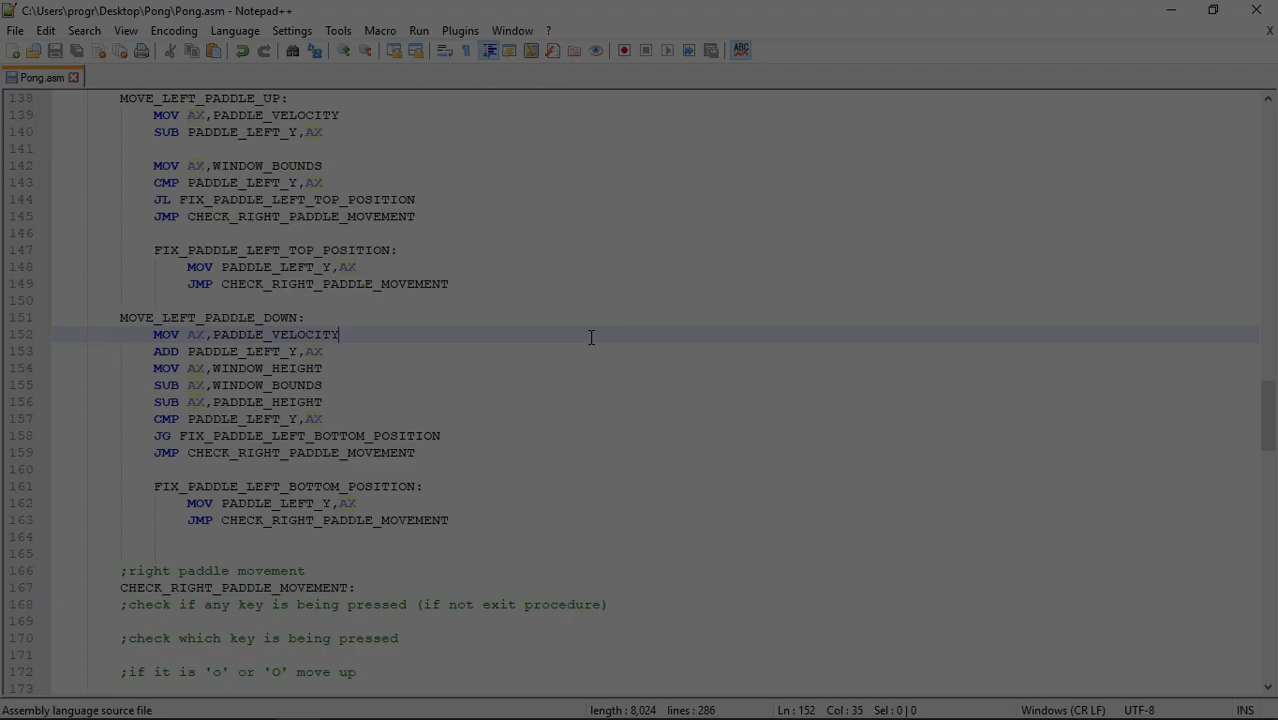 C:\Users\progr\Desktop\Pong\Pong.asm - Notepad++
File Edit Search View Encoding Language Settings Tools Macro Run Plugins Window ? X
ABC
Pong.asm
138 MOVE_LEFT_PADDLE_UP:
139 MOV AX,PADDLE_VELOCITY
140 SUB PADDLE_LEFT_Y,AX
141
142 MOV AX,WINDOW_BOUNDS
143 CMP PADDLE_LEFT_Y,AX
144 JL FIX_PADDLE_LEFT_TOP_POSITION
145 JMP CHECK_RIGHT_PADDLE_MOVEMENT
146
147 FIX_PADDLE_LEFT_TOP_POSITION:
148 MOV PADDLE_LEFT_Y,AX
149 JMP CHECK_RIGHT_PADDLE_MOVEMENT
150
151 MOVE_LEFT_PADDLE_DOWN:
152 MOV AX,PADDLE_VELOCITY
153 ADD PADDLE_LEFT_Y,AX
154 MOV AX,WINDOW_HEIGHT
155 SUB AX,WINDOW_BOUNDS
156 SUB AX,PADDLE_HEIGHT
157 CMP PADDLE_LEFT_Y,AX
158 JG FIX_PADDLE_LEFT_BOTTOM_POSITION
159 JMP CHECK_RIGHT_PADDLE_MOVEMENT
160
161 FIX_PADDLE_LEFT_BOTTOM_POSITION:
162 MOV PADDLE_LEFT_Y,AX
163 JMP CHECK_RIGHT_PADDLE_MOVEMENT
164
165
166 ;right paddle movement
167 CHECK_RIGHT_PADDLE_MOVEMENT:
168 ;check if any key is being pressed (if not exit procedure)
169
170 ;check which key is being pressed
171
172 ;if it is 'o' or 'O' move up
173
Assembly language source file length : 8,024 lines : 286 Ln : 152 Col : 35 Sel : 0 | 0 Windows (CR LF) UTF-8 INS